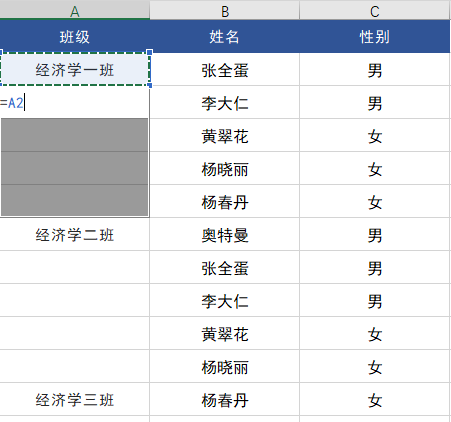 A B C
班级 姓名 性别
经济学一班 张全蛋 男
=A2 李大仁 男
黄翠花 女
杨晓丽 女
杨春丹 女
经济学二班 奥特曼 男
张全蛋 男
李大仁 男
黄翠花 女
杨晓丽 女
经济学三班 杨春丹 女